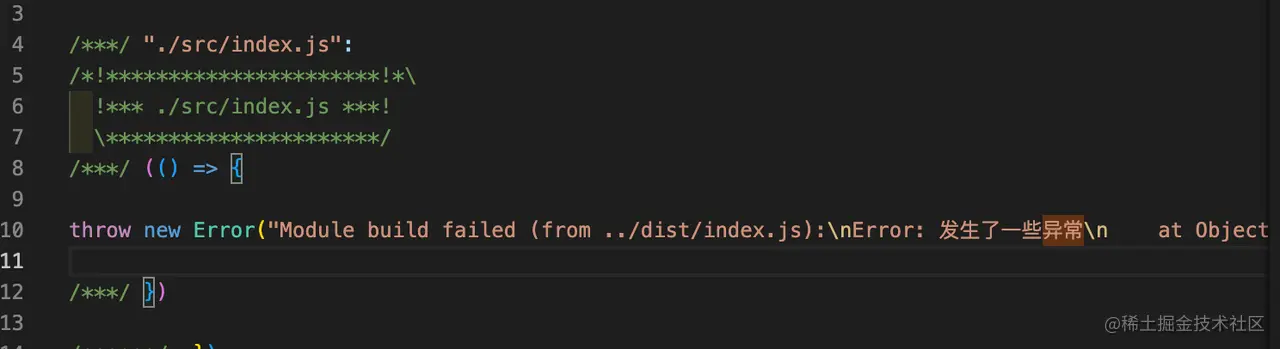 3
4 /***/ "./src/index.js":
5 /*!**********************!*\
6   !*** ./src/index.js ***!
7   \**********************/
8 /***/ (() => {
9
10 throw new Error("Module build failed (from ../dist/index.js):\nError: 发生了一些异常\n    at Object
11
12 /***/ })
13
@稀土掘金技术社区